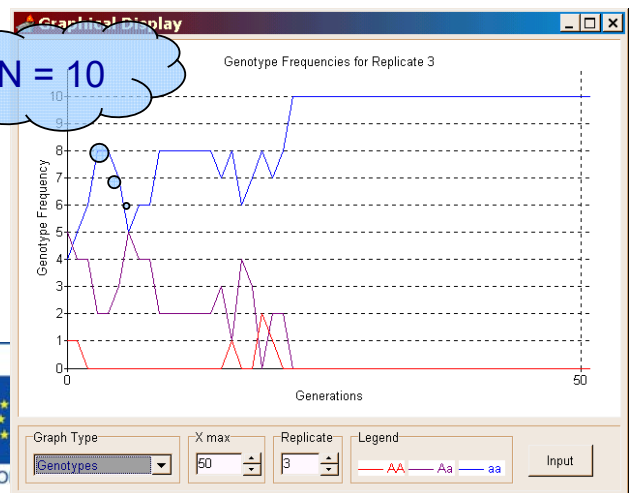 Graphical Display
N = 10
Genotype Frequencies for Replicate 3
10
9
8
7
6
5
4
3
2
1
0
Genotype Frequency
0
50
Generations
Graph Type
Genotypes
X max
50
Replicate
3
Legend
AA
Aa
aa
Input